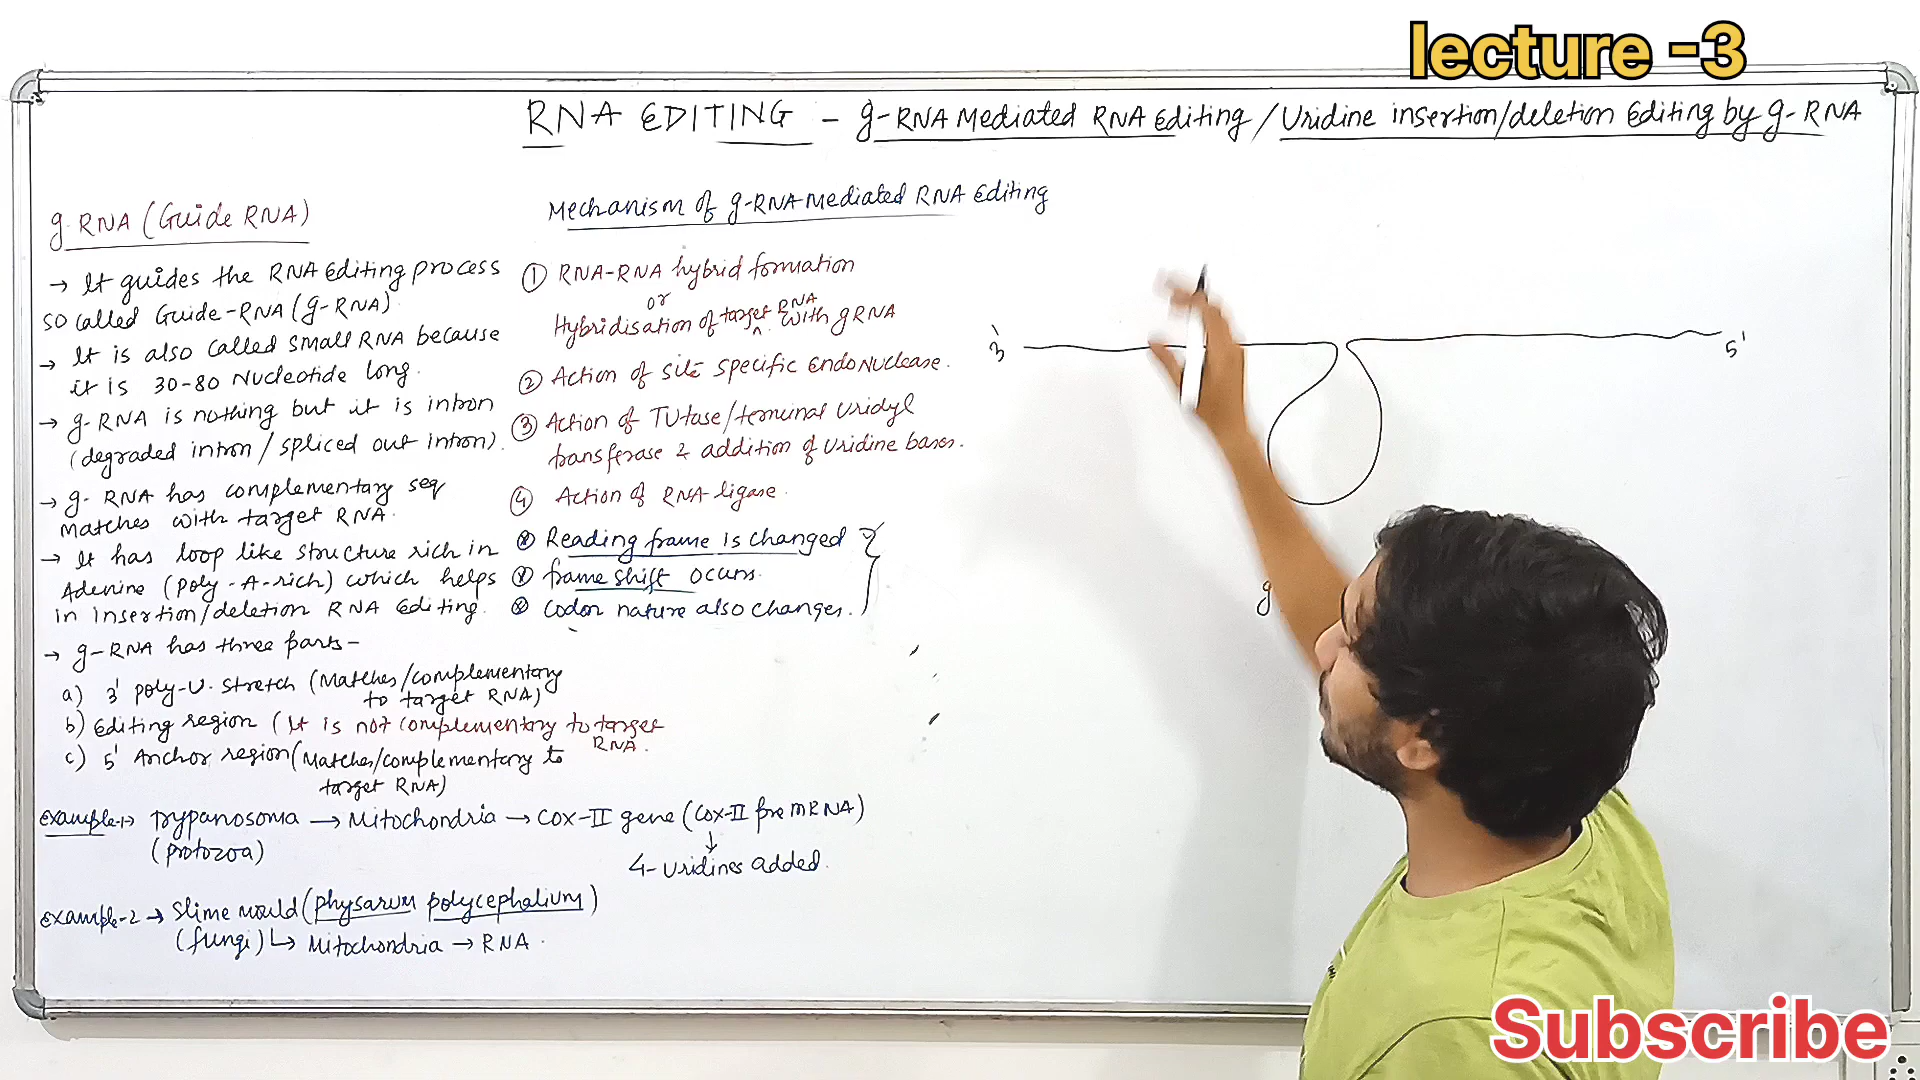 lecture -3
RNA EDITING - g-RNA Mediated RNA Editing / Uridine insertion/deletion Editing by g-RNA
g.RNA (Guide RNA)
→ It guides the RNA Editing process
so called Guide-RNA (g-RNA).
→ It is also called small RNA because
it is 30-80 Nucleotide long.
→ g-RNA is nothing but it is intron
(degraded intron / spliced out intron).
→ g-RNA has complementary seq
matches with target RNA.
→ It has loop like structure rich in
Adenine (poly-A-rich) which helps
in insertion/deletion RNA Editing.
→ g-RNA has three parts-
a) 3' poly-U. stretch (Matches/complementary
to target RNA)
b) Editing region (It is not complementary to target
RNA.
c) 5' Anchor region (Matches/complementary to
target RNA)
Example-1→ Trypanosoma → Mitochondria → COX-II gene (COX-II pre mRNA)
(protozoa)
↓
4-Uridines added.
Example-2 → Slime mould (physarum polycephalium)
(fungi) ↳ Mitochondria → RNA.
Mechanism of g-RNA Mediated RNA Editing
① RNA-RNA hybrid formation
or
Hybridisation of target RNA with gRNA
② Action of site specific Endonuclease.
③ Action of TUtase/terminal uridyl
transferase & addition of Uridine bases.
④ Action of RNA-ligase.
⊗ Reading frame is changed
⊗ frame shift occurs.
⊗ Codon nature also changes.
3'
5'
g
Subscribe